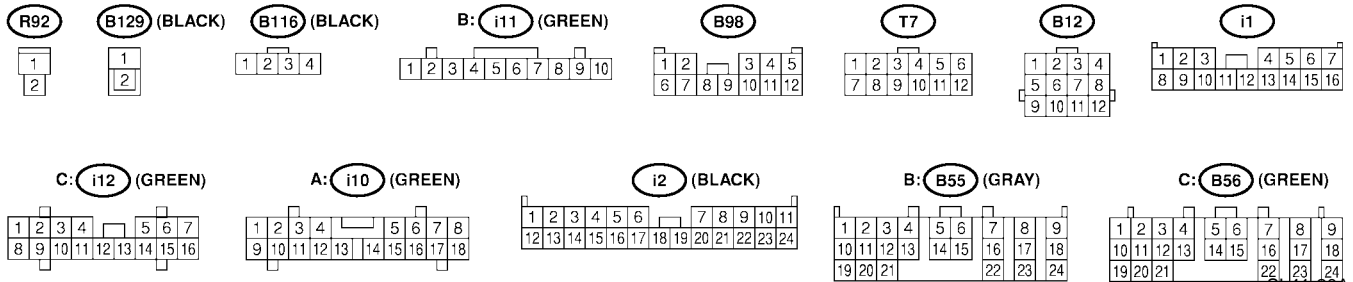 R92 B129 (BLACK) B116 (BLACK) B: i11 (GREEN) B98 T7 B12 i1
1
2
1
2
1 2 3 4
1 2 3 4 5 6 7 8 9 10
1 2 3 4 5
6 7 8 9 10 11 12
1 2 3 4 5 6
7 8 9 10 11 12
1 2 3 4
5 6 7 8
9 10 11 12
1 2 3 4 5 6 7
8 9 10 11 12 13 14 15 16
C: i12 (GREEN) A: i10 (GREEN) i2 (BLACK) B: B55 (GRAY) C: B56 (GREEN)
1 2 3 4 5 6 7
8 9 10 11 12 13 14 15 16
1 2 3 4 5 6 7 8
9 10 11 12 13 14 15 16 17 18
1 2 3 4 5 6 7 8 9 10 11
12 13 14 15 16 17 18 19 20 21 22 23 24
1 2 3 4 5 6 7 8 9
10 11 12 13 14 15 16 17 18
19 20 21 22 23 24
1 2 3 4 5 6 7 8 9
10 11 12 13 14 15 16 17 18
19 20 21 22 23 24